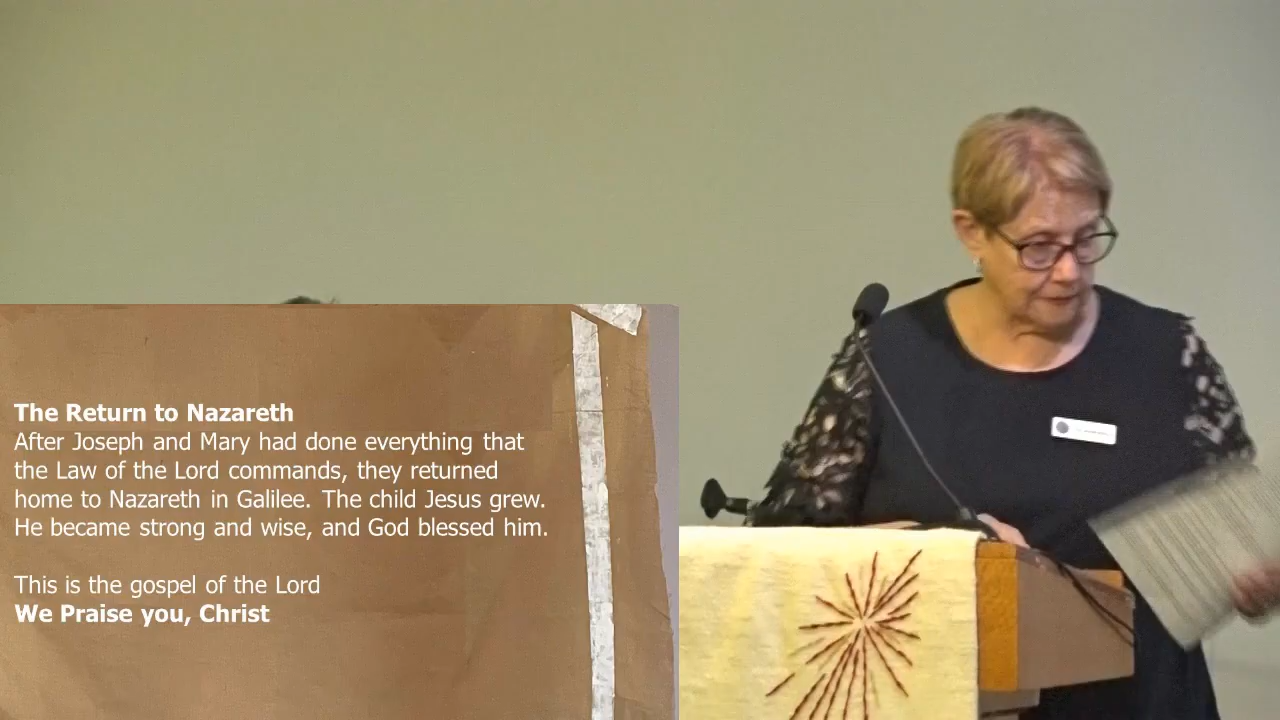 The Return to Nazareth
After Joseph and Mary had done everything that
the Law of the Lord commands, they returned
home to Nazareth in Galilee. The child Jesus grew.
He became strong and wise, and God blessed him.
This is the gospel of the Lord
We Praise you, Christ